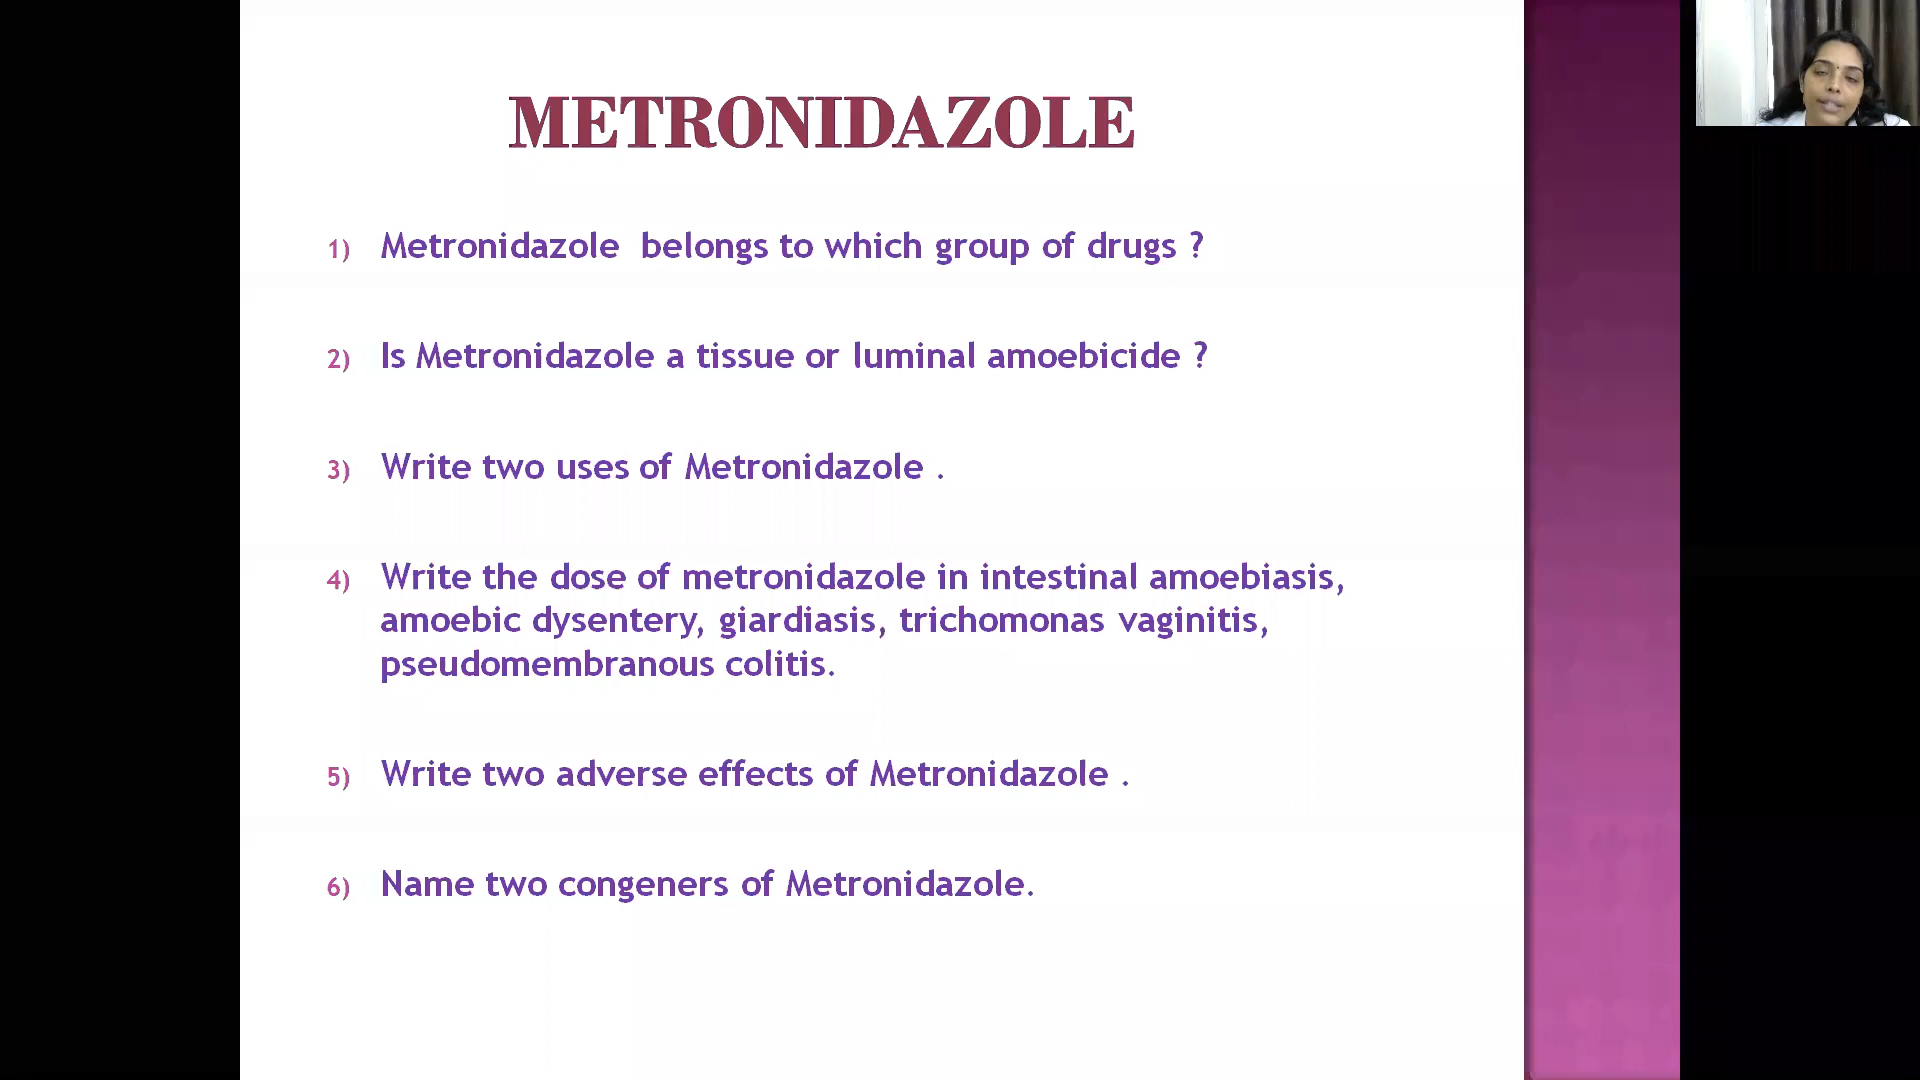 METRONIDAZOLE
1) Metronidazole belongs to which group of drugs ?
2) Is Metronidazole a tissue or luminal amoebicide ?
3) Write two uses of Metronidazole .
4) Write the dose of metronidazole in intestinal amoebiasis,
amoebic dysentery, giardiasis, trichomonas vaginitis,
pseudomembranous colitis.
5) Write two adverse effects of Metronidazole .
6) Name two congeners of Metronidazole.